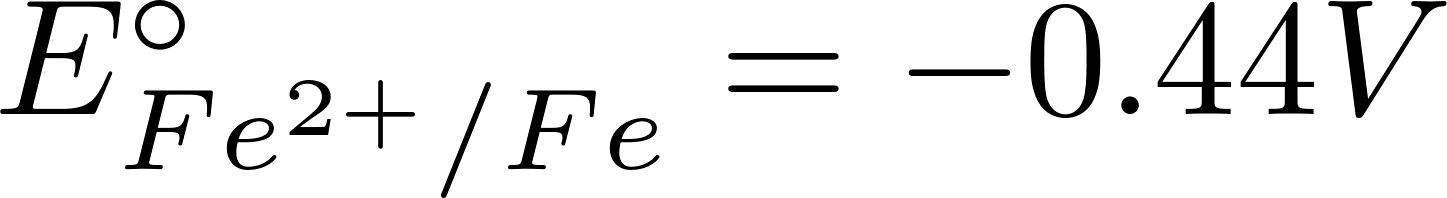 E°_{Fe^{2+}/Fe} = −0.44V